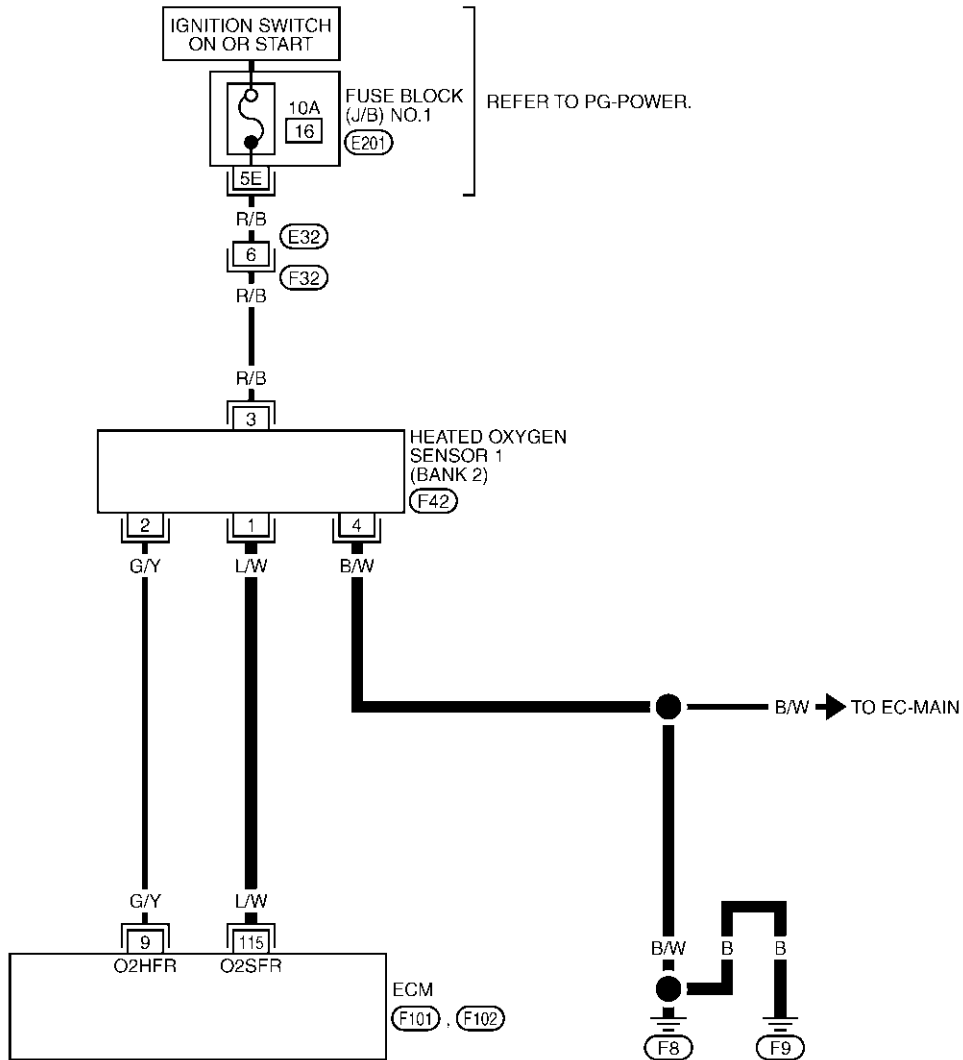 IGNITION SWITCH
ON OR START
10A
16
FUSE BLOCK
(J/B) NO.1
E201
REFER TO PG-POWER.
5E
R/B
E32
6
F32
R/B
R/B
3
HEATED OXYGEN
SENSOR 1
(BANK 2)
F42
2
1
4
G/Y
L/W
B/W
B/W
TO EC-MAIN
G/Y
L/W
9
115
O2HFR
O2SFR
B/W
B
B
ECM
F101 , F102
F8
F9